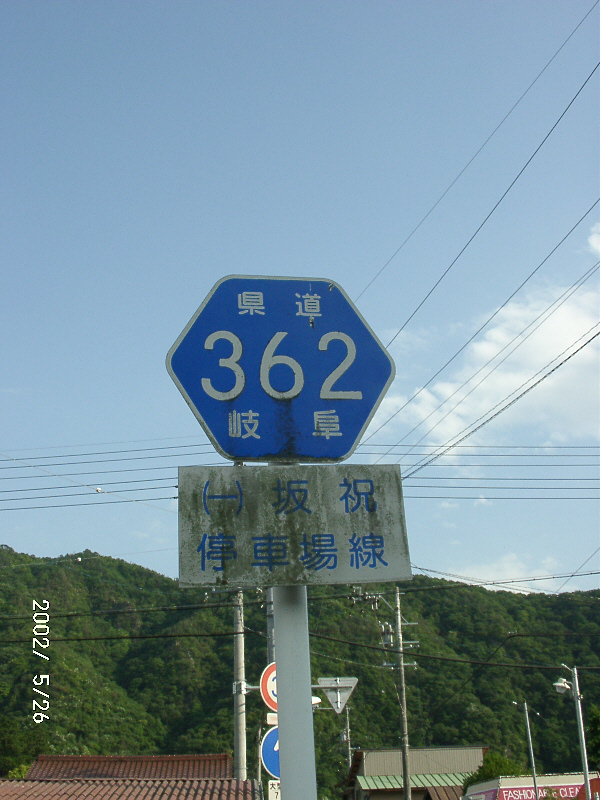 県道
362
岐阜
(一)坂祝
停車場線
2002/ 5/26